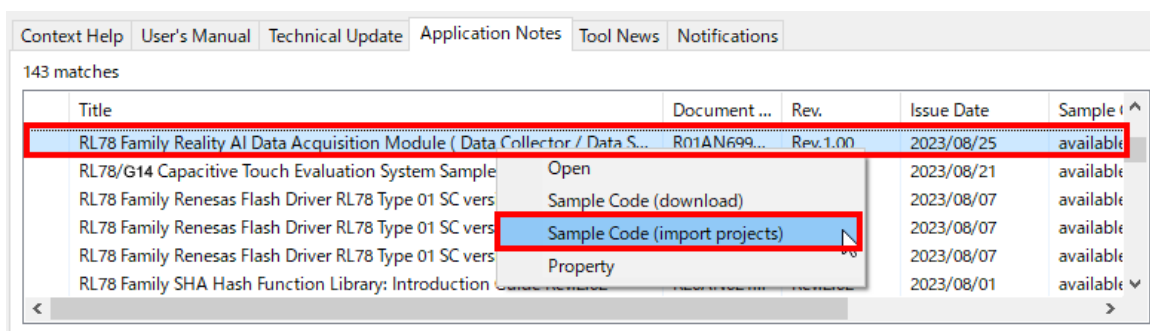 Context Help User's Manual Technical Update Application Notes Tool News Notifications
143 matches
Title Document ... Rev. Issue Date Sample
RL78 Family Reality AI Data Acquisition Module ( Data Collector / Data S... R01AN699... Rev.1.00 2023/08/25 available
RL78/G14 Capacitive Touch Evaluation System Sample 2023/08/21 available
Open
RL78 Family Renesas Flash Driver RL78 Type 01 SC vers 2023/08/07 available
Sample Code (download)
RL78 Family Renesas Flash Driver RL78 Type 01 SC vers 2023/08/07 available
Sample Code (import projects)
RL78 Family Renesas Flash Driver RL78 Type 01 SC vers 2023/08/07 available
Property
RL78 Family SHA Hash Function Library: Introduction 2023/08/01 available